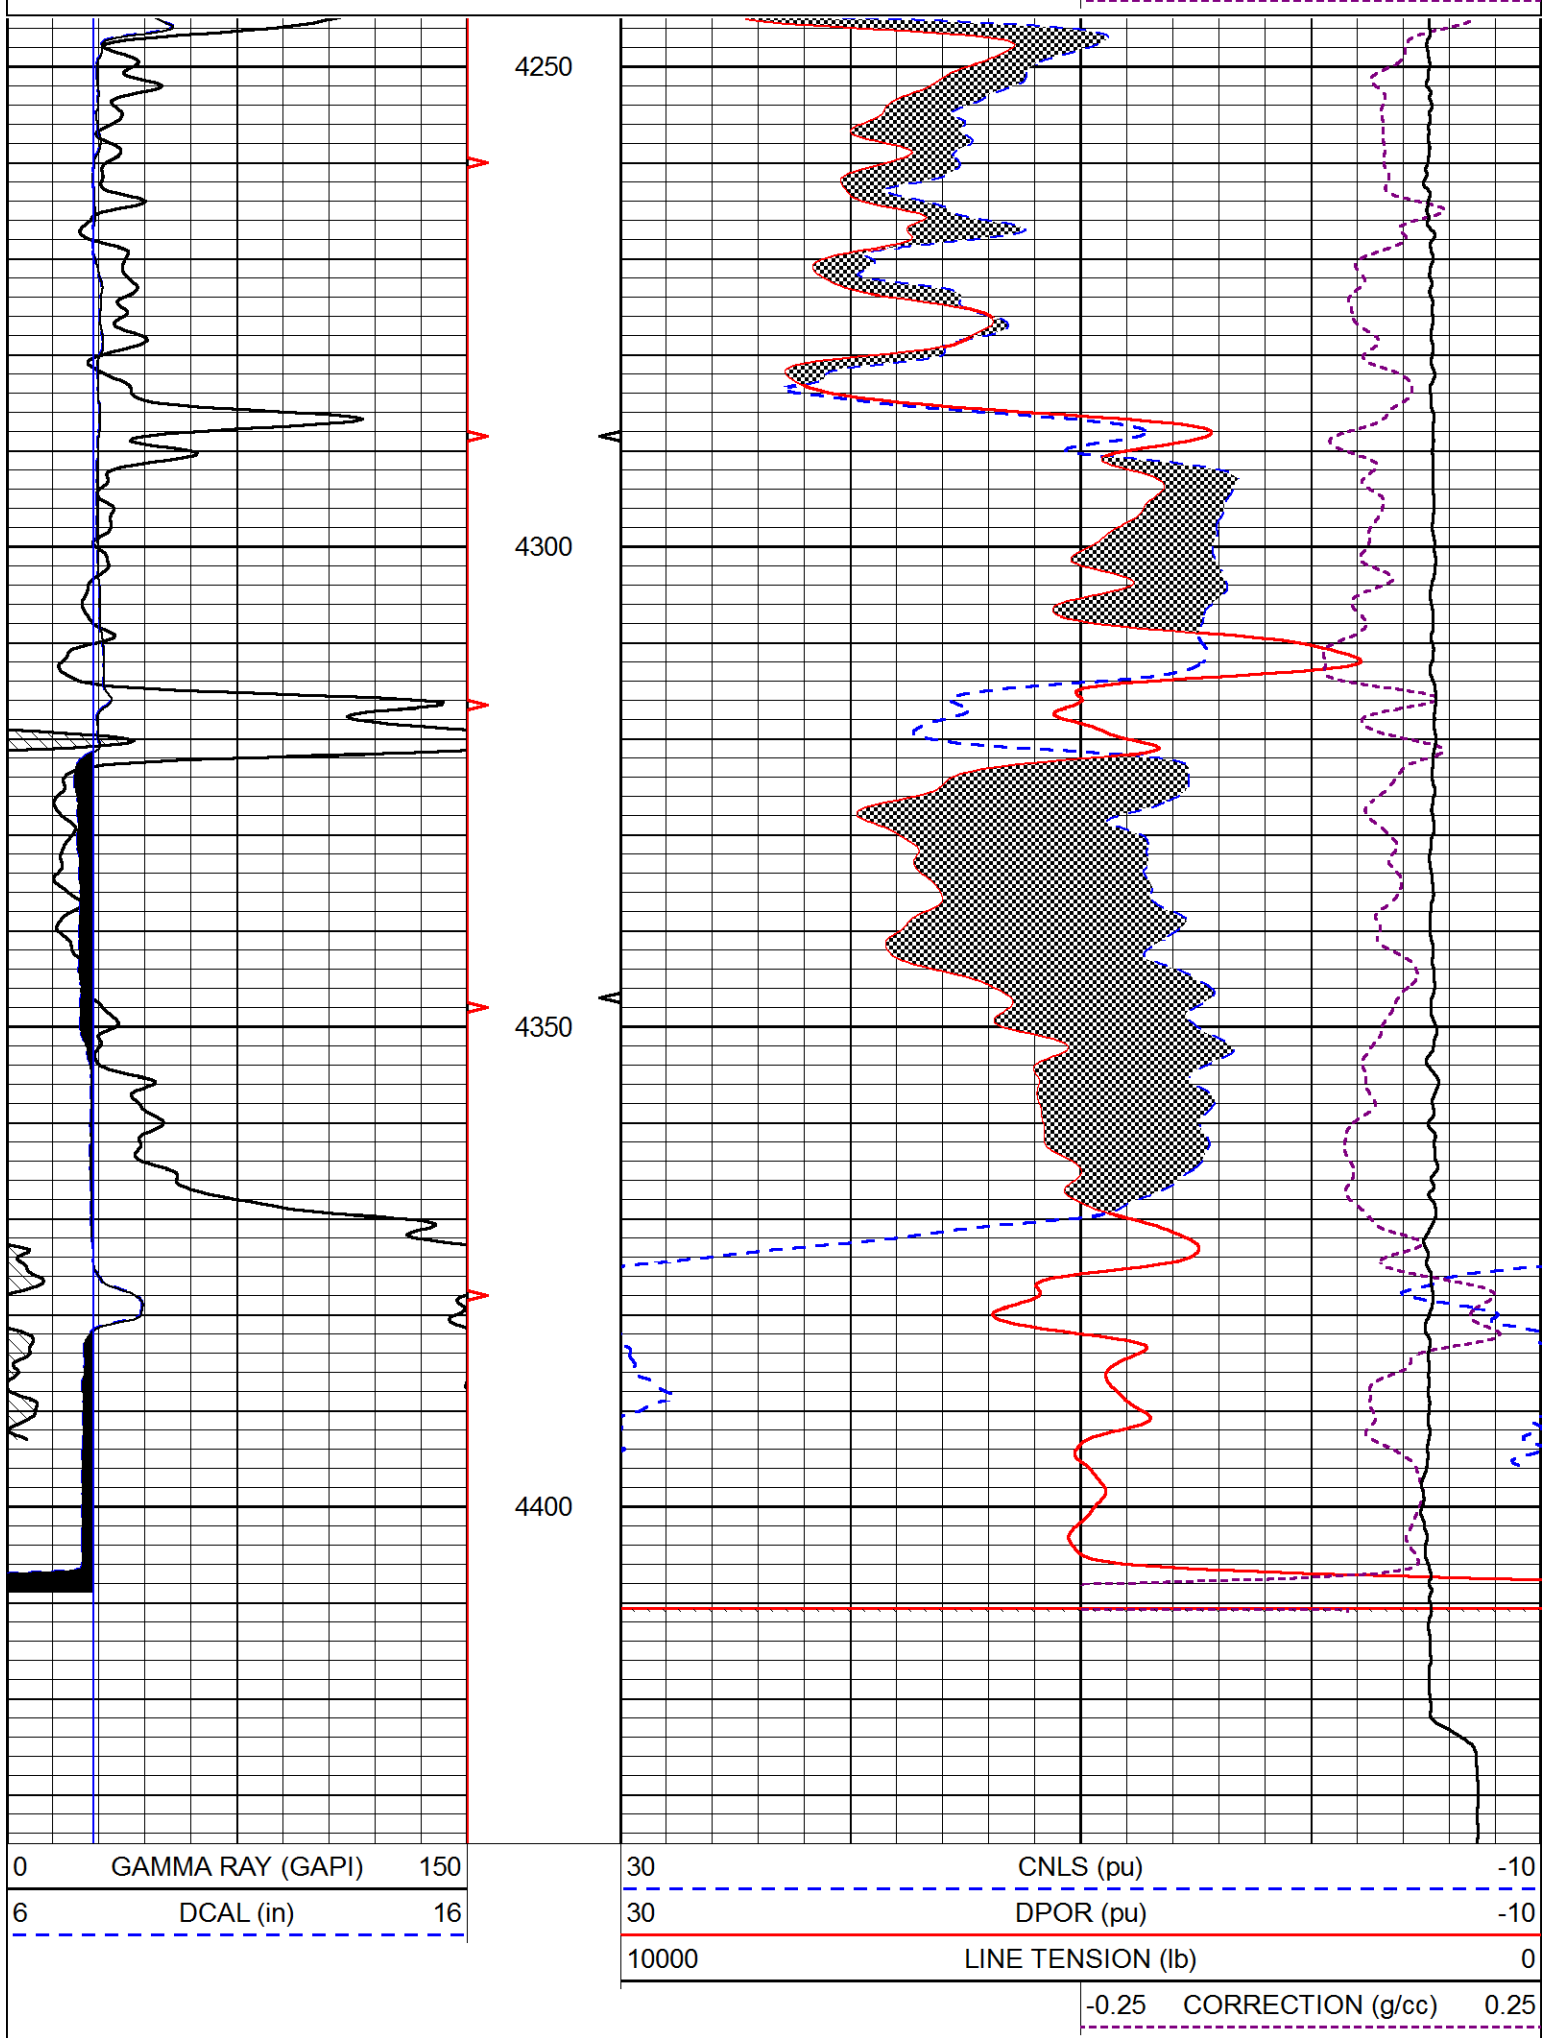 4250
4300
4350
4400
0 GAMMA RAY (GAPI) 150
6 DCAL (in) 16
30 CNLS (pu) -10
30 DPOR (pu) -10
10000 LINE TENSION (lb) 0
-0.25 CORRECTION (g/cc) 0.25